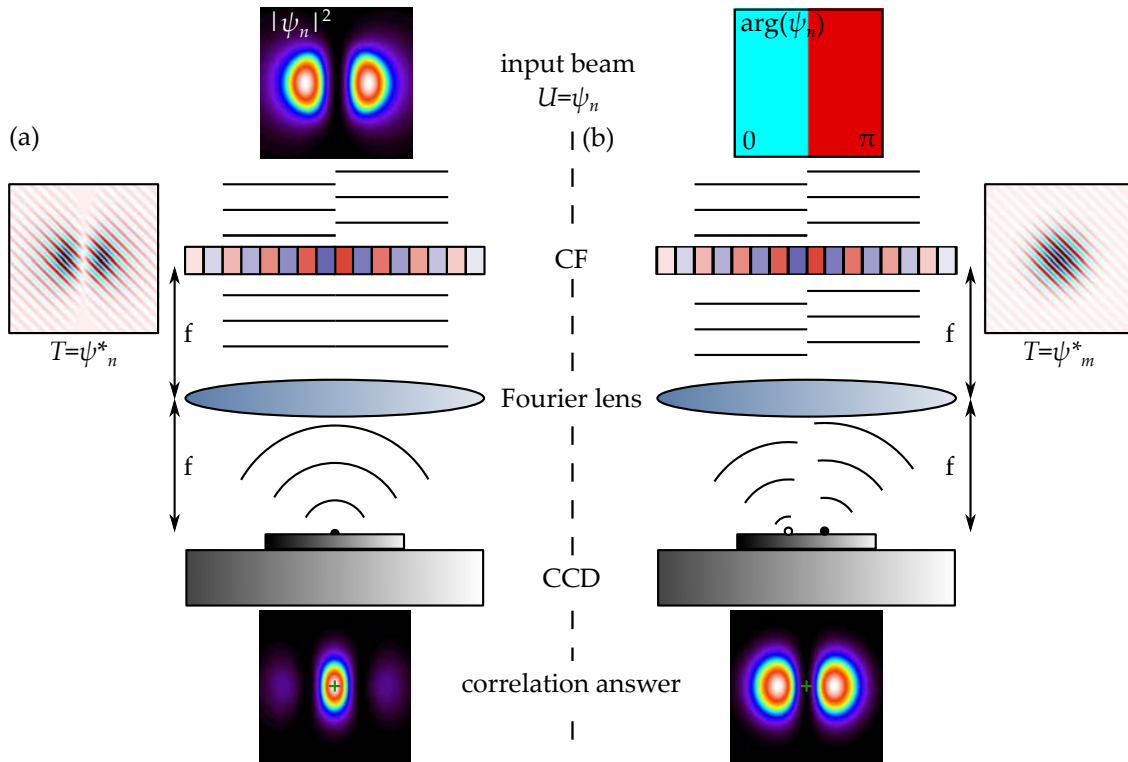 |ψₙ|²
arg(ψₙ)
0
π
input beam
U=ψₙ
(a)
(b)
CF
T=ψ*ₙ
T=ψ*ₘ
f
f
Fourier lens
f
f
CCD
correlation answer